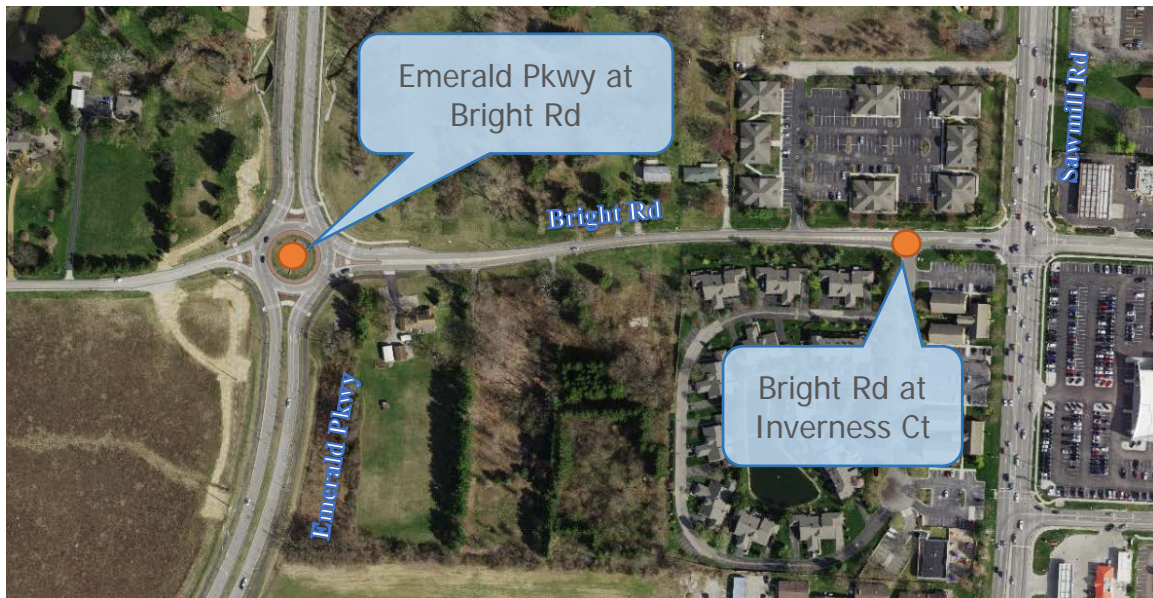 Emerald Pkwy at
Bright Rd
Sawmill Rd
Bright Rd
Bright Rd at
Inverness Ct
Emerald Pkwy